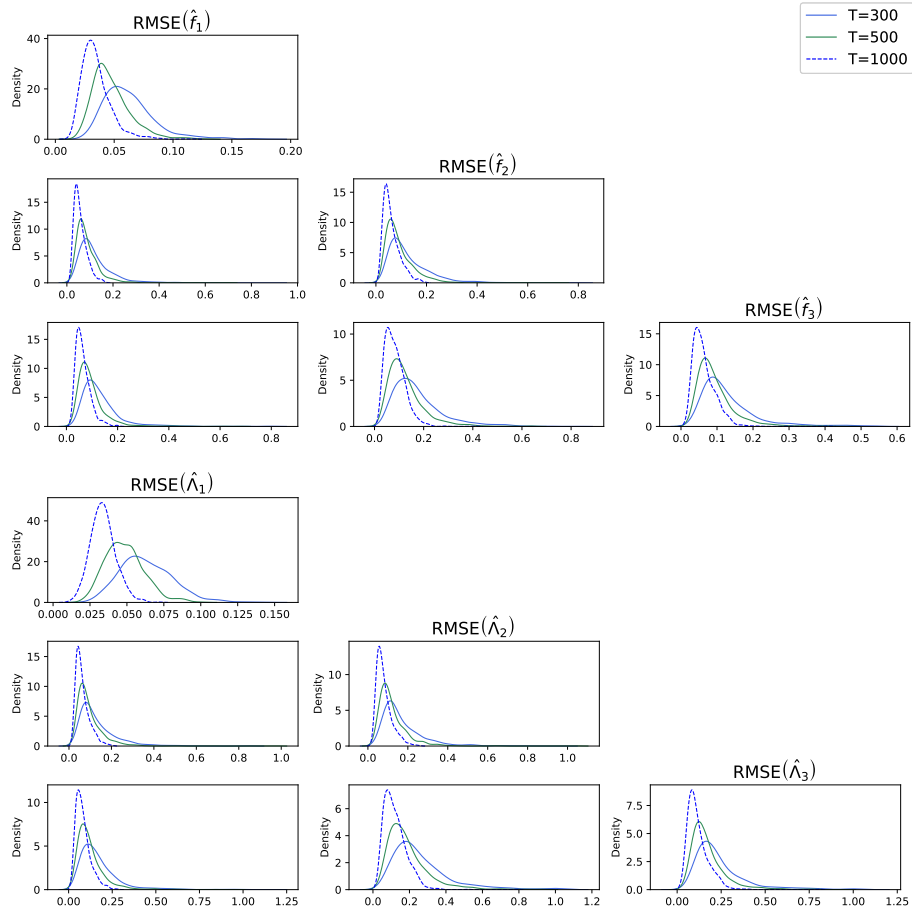 T=300
T=500
T=1000
RMSE(f̂₁)
Density
0 20 40
0.00 0.05 0.10 0.15 0.20
RMSE(f̂₂)
Density
0 5 10 15
0.0 0.2 0.4 0.6 0.8 1.0
Density
0 5 10 15
0.0 0.2 0.4 0.6 0.8
RMSE(f̂₃)
Density
0 5 10 15
0.0 0.2 0.4 0.6 0.8
Density
0 5 10
0.0 0.2 0.4 0.6 0.8
Density
0 5 10 15
0.0 0.1 0.2 0.3 0.4 0.5 0.6
RMSE(Λ̂₁)
Density
0 20 40
0.000 0.025 0.050 0.075 0.100 0.125 0.150
RMSE(Λ̂₂)
Density
0 5 10 15
0.0 0.2 0.4 0.6 0.8 1.0
Density
0 5 10
0.0 0.2 0.4 0.6 0.8 1.0
RMSE(Λ̂₃)
Density
0 5 10
0.00 0.25 0.50 0.75 1.00 1.25
Density
0 2 4 6
0.0 0.2 0.4 0.6 0.8 1.0 1.2
Density
0.0 2.5 5.0 7.5
0.00 0.25 0.50 0.75 1.00 1.25